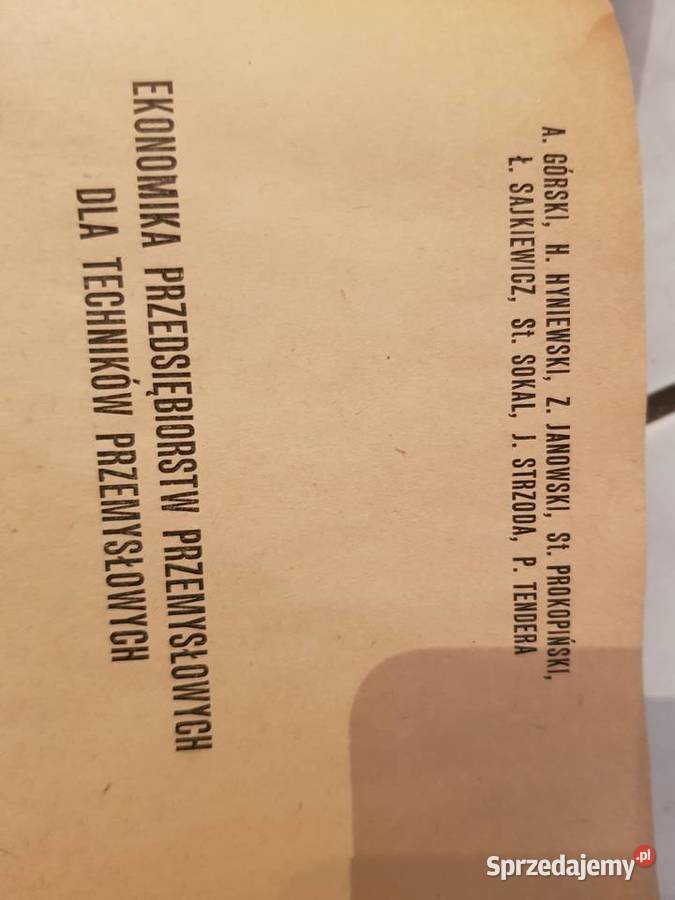 A. GÓRSKI, H. HYNIEWSKI, Z. JANOWSKI, St. PROKOPIŃSKI,
Ł. SAJKIEWICZ, St. SOKAL, J. STRZODA, P. TENDERA
EKONOMIKA PRZEDSIĘBIORSTW PRZEMYSŁOWYCH
DLA TECHNIKÓW PRZEMYSŁOWYCH
Sprzedajemy.pl